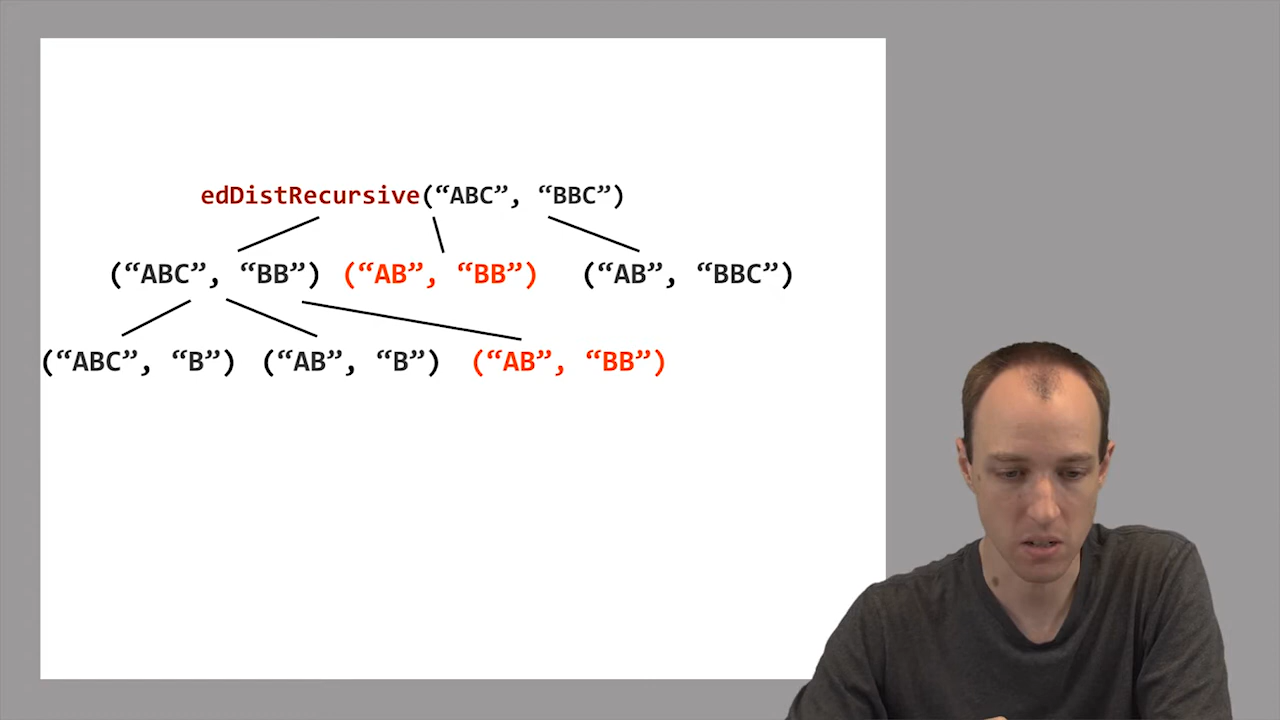 edDistRecursive(“ABC”, “BBC”)
(“ABC”, “BB”) (“AB”, “BB”) (“AB”, “BBC”)
(“ABC”, “B”) (“AB”, “B”) (“AB”, “BB”)